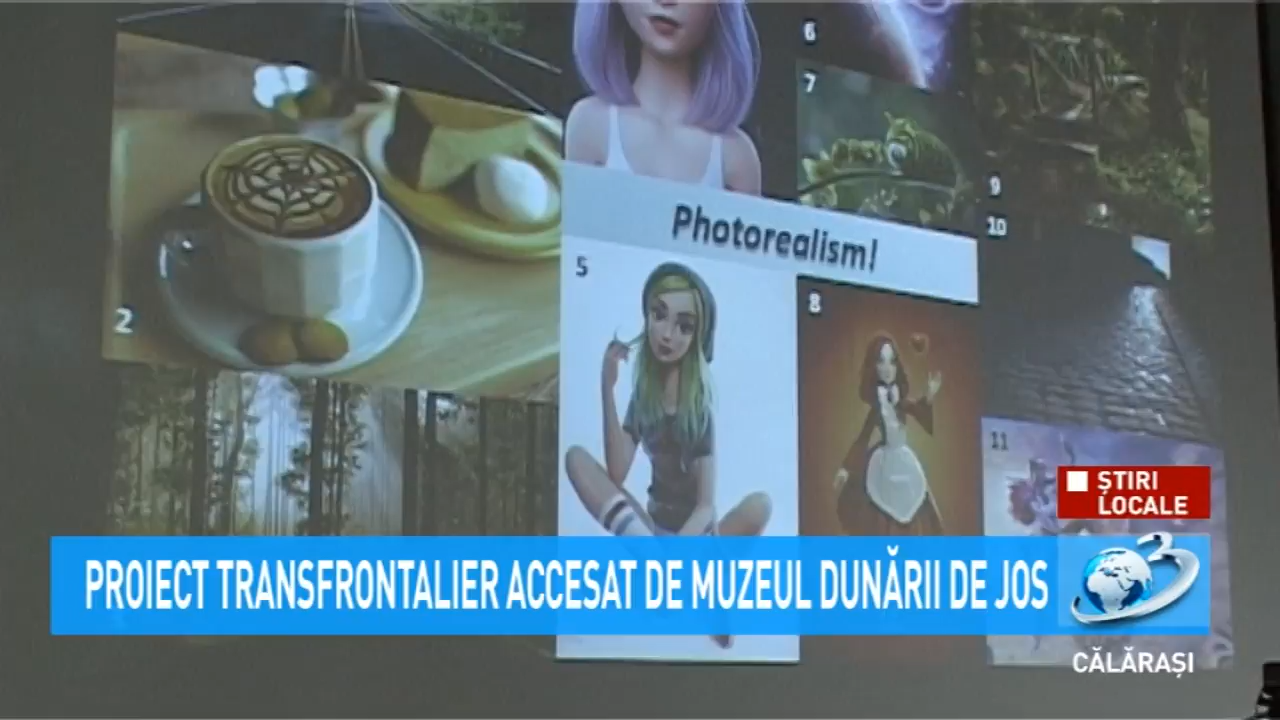 6
7
9
10
Photorealism!
5
8
2
11
ȘTIRI
LOCALE
PROIECT TRANSFRONTALIER ACCESAT DE MUZEUL DUNĂRII DE JOS
3
CĂLĂRAȘI